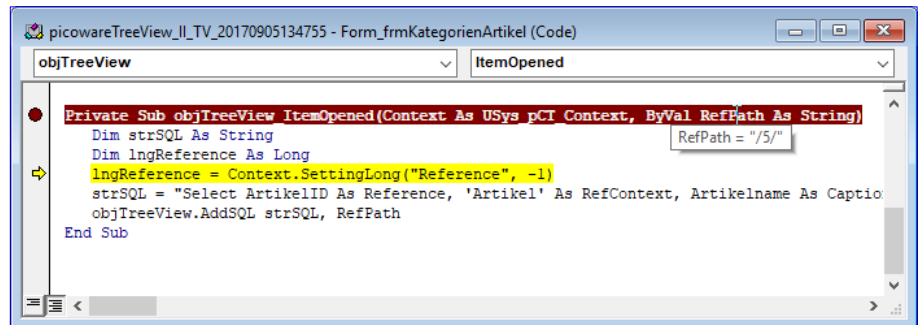 picowareTreeView_II_TV_20170905134755 - Form_frmKategorienArtikel (Code)
objTreeView ItemOpened
Private Sub objTreeView_ItemOpened(Context As USys_pCT_Context, ByVal RefPath As String)
RefPath = "/5/"
Dim strSQL As String
Dim lngReference As Long
lngReference = Context.SettingLong("Reference", -1)
strSQL = "Select ArtikelID As Reference, 'Artikel' As RefContext, Artikelname As Captio
objTreeView.AddSQL strSQL, RefPath
End Sub